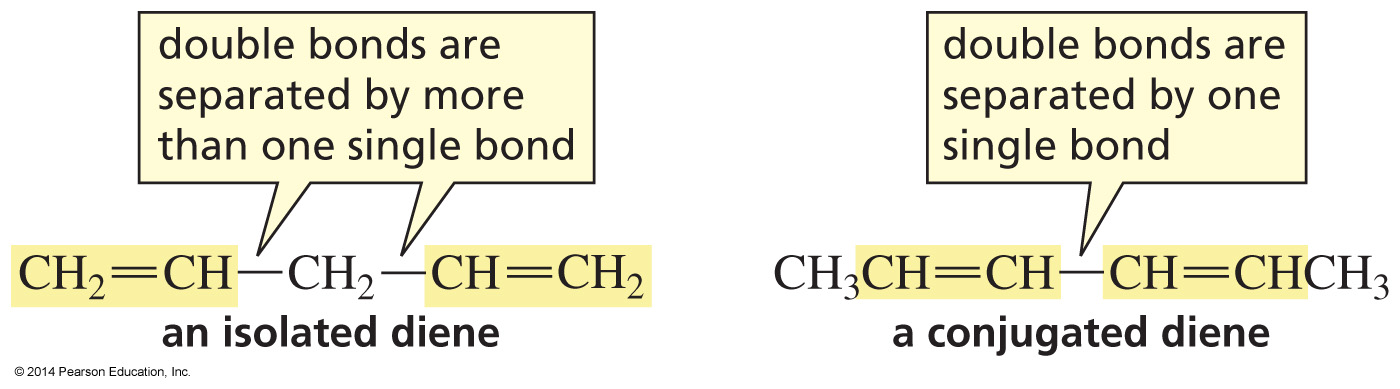 double bonds are
separated by more
than one single bond
double bonds are
separated by one
single bond
CH₂=CH—CH₂—CH=CH₂
CH₃CH=CH—CH=CHCH₃
an isolated diene
a conjugated diene
© 2014 Pearson Education, Inc.